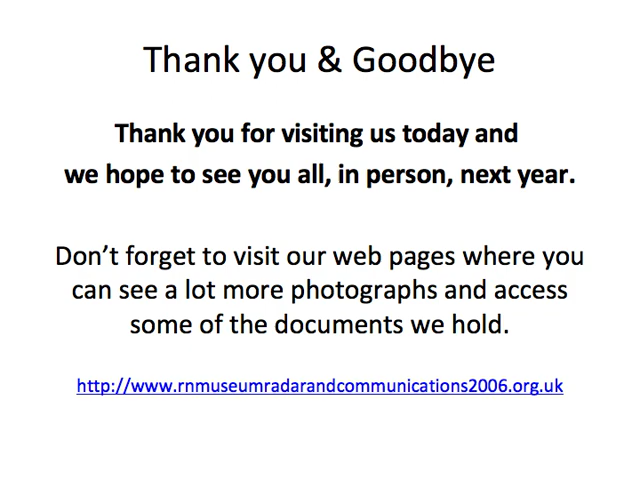 Thank you & Goodbye
Thank you for visiting us today and
we hope to see you all, in person, next year.
Don’t forget to visit our web pages where you
can see a lot more photographs and access
some of the documents we hold.
http://www.rnmuseumradarandcommunications2006.org.uk